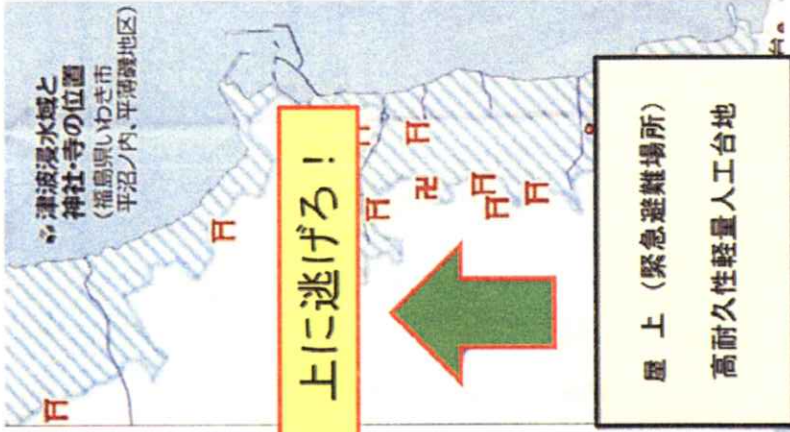 津波浸水域と
神社・寺の位置
(福島県いわき市
平沼ノ内、平薄磯地区)
上に逃げろ！
屋 上（緊急避難場所）
高耐久性軽量人工台地
台